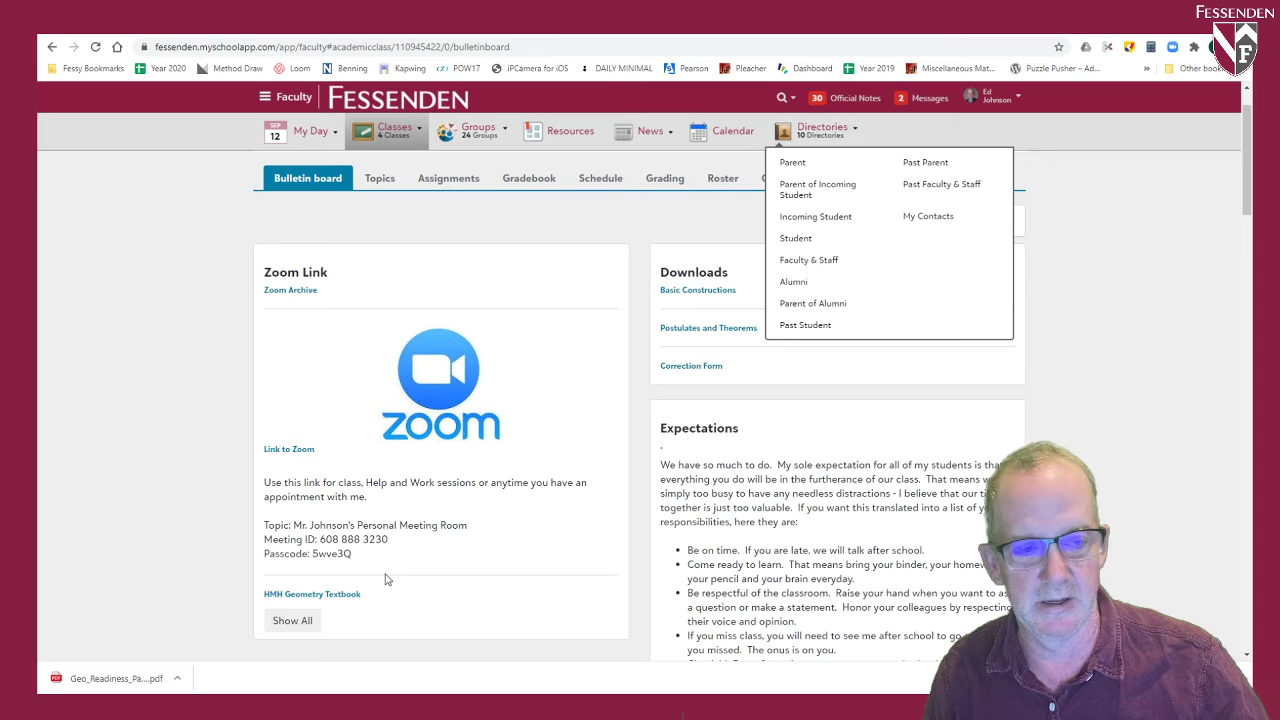 FESSENDEN
F
fessenden.myschoolapp.com/app/faculty#academicclass/110945422/0/bulletinboard
Fessy Bookmarks
Year 2020
Method Draw
Loom
Benning
Kapwing
POW17
iPCamera for iOS
DAILY MINIMAL
Pearson
Pleacher
Dashboard
Year 2019
Miscellaneous Mat...
Puzzle Pusher – Ad...
»
Other book
Faculty
FESSENDEN
30 Official Notes
2 Messages
Ed
Johnson
SEP
12
My Day
Classes
4 Classes
Groups
24 Groups
Resources
News
Calendar
Directories
10 Directories
Bulletin board
Topics
Assignments
Gradebook
Schedule
Grading
Roster
Parent
Parent of Incoming
Student
Incoming Student
Student
Faculty & Staff
Alumni
Parent of Alumni
Past Student
Past Parent
Past Faculty & Staff
My Contacts
Zoom Link
Zoom Archive
zoom
Link to Zoom
Use this link for class, Help and Work sessions or anytime you have an
appointment with me.
Topic: Mr. Johnson's Personal Meeting Room
Meeting ID: 608 888 3230
Passcode: 5wve3Q
HMH Geometry Textbook
Show All
Downloads
Basic Constructions
Postulates and Theorems
Correction Form
Expectations
.
We have so much to do. My sole expectation for all of my students is tha
everything you do will be in the furtherance of our class. That means w
simply too busy to have any needless distractions - I believe that our ti
together is just too valuable. If you want this translated into a list of y
responsibilities, here they are:
• Be on time. If you are late, we will talk after school.
• Come ready to learn. That means bring your binder, your homew
your pencil and your brain everyday.
• Be respectful of the classroom. Raise your hand when you want to as
a question or make a statement. Honor your colleagues by respecting
their voice and opinion.
• If you miss class, you will need to see me after school to go
you missed. The onus is on you.
Geo_Readiness_Pa....pdf